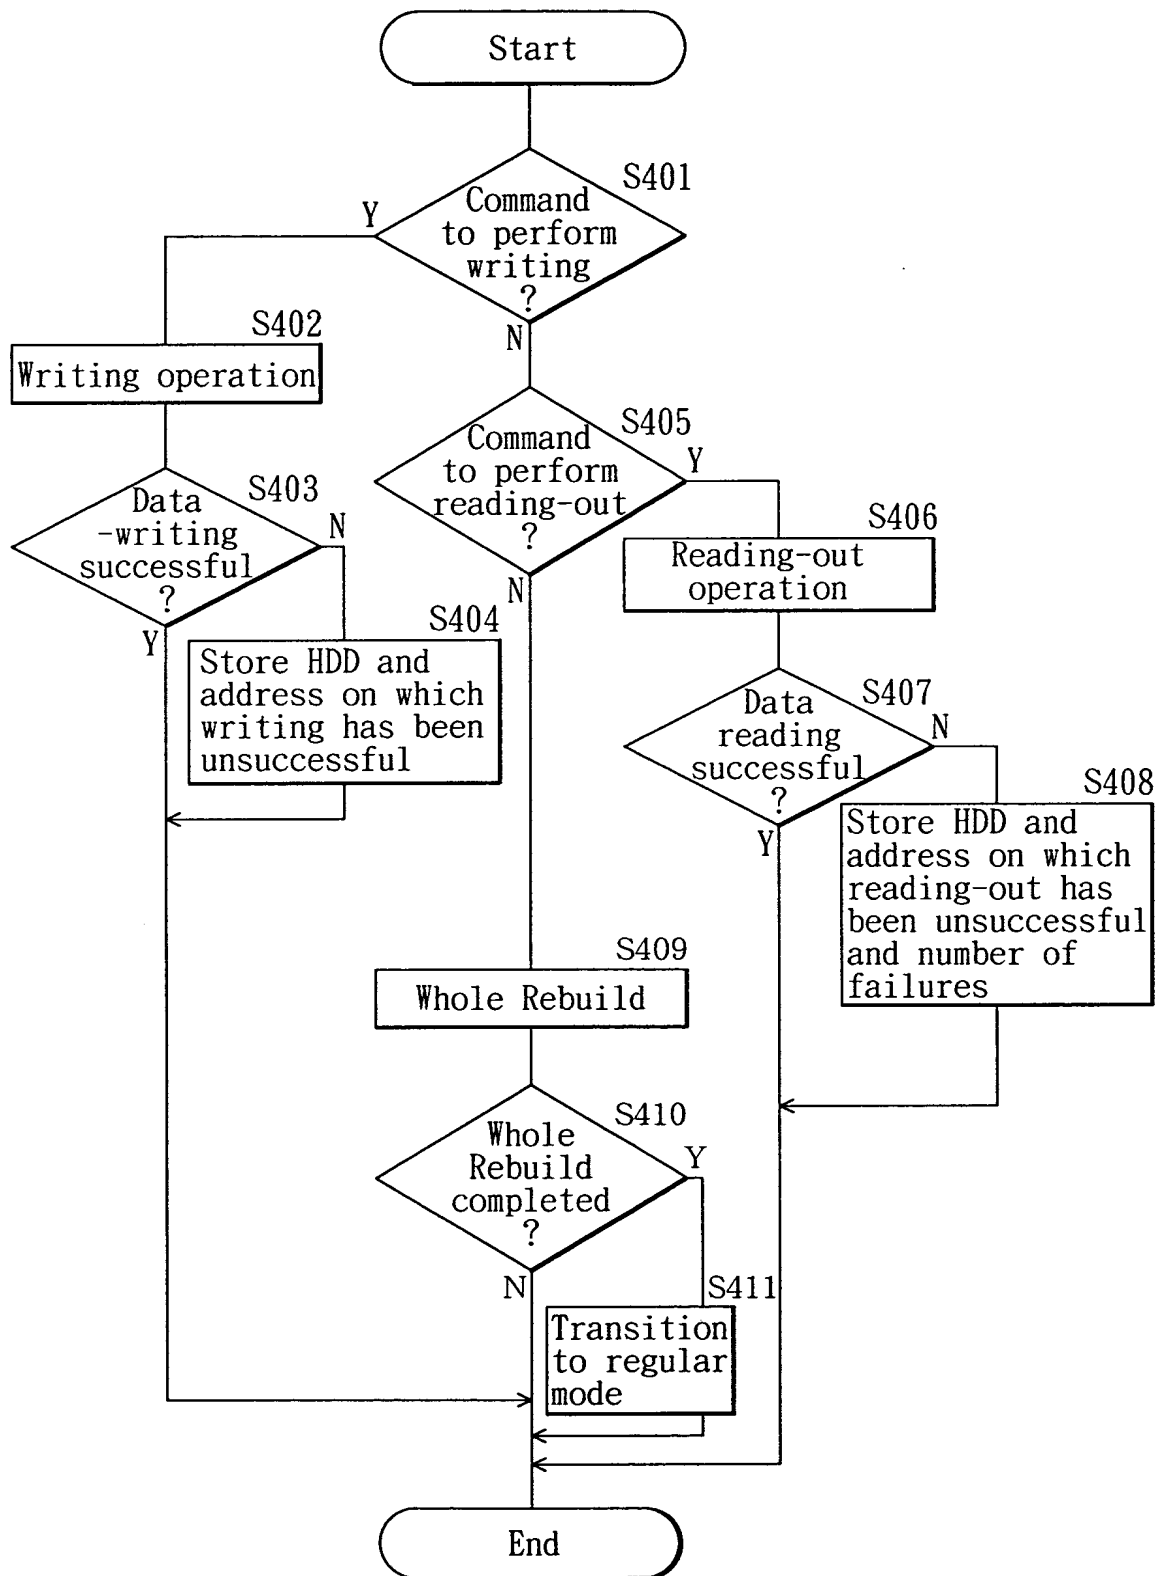 Start
S401
Command
to perform
writing
?
Y
N
S402
Writing operation
S403
Data
-writing
successful
?
N
Y
S404
Store HDD and
address on which
writing has been
unsuccessful
S405
Command
to perform
reading-out
?
Y
N
S406
Reading-out
operation
S407
Data
reading
successful
?
N
Y
S408
Store HDD and
address on which
reading-out has
been unsuccessful
and number of
failures
S409
Whole Rebuild
S410
Whole
Rebuild
completed
?
Y
N
S411
Transition
to regular
mode
End